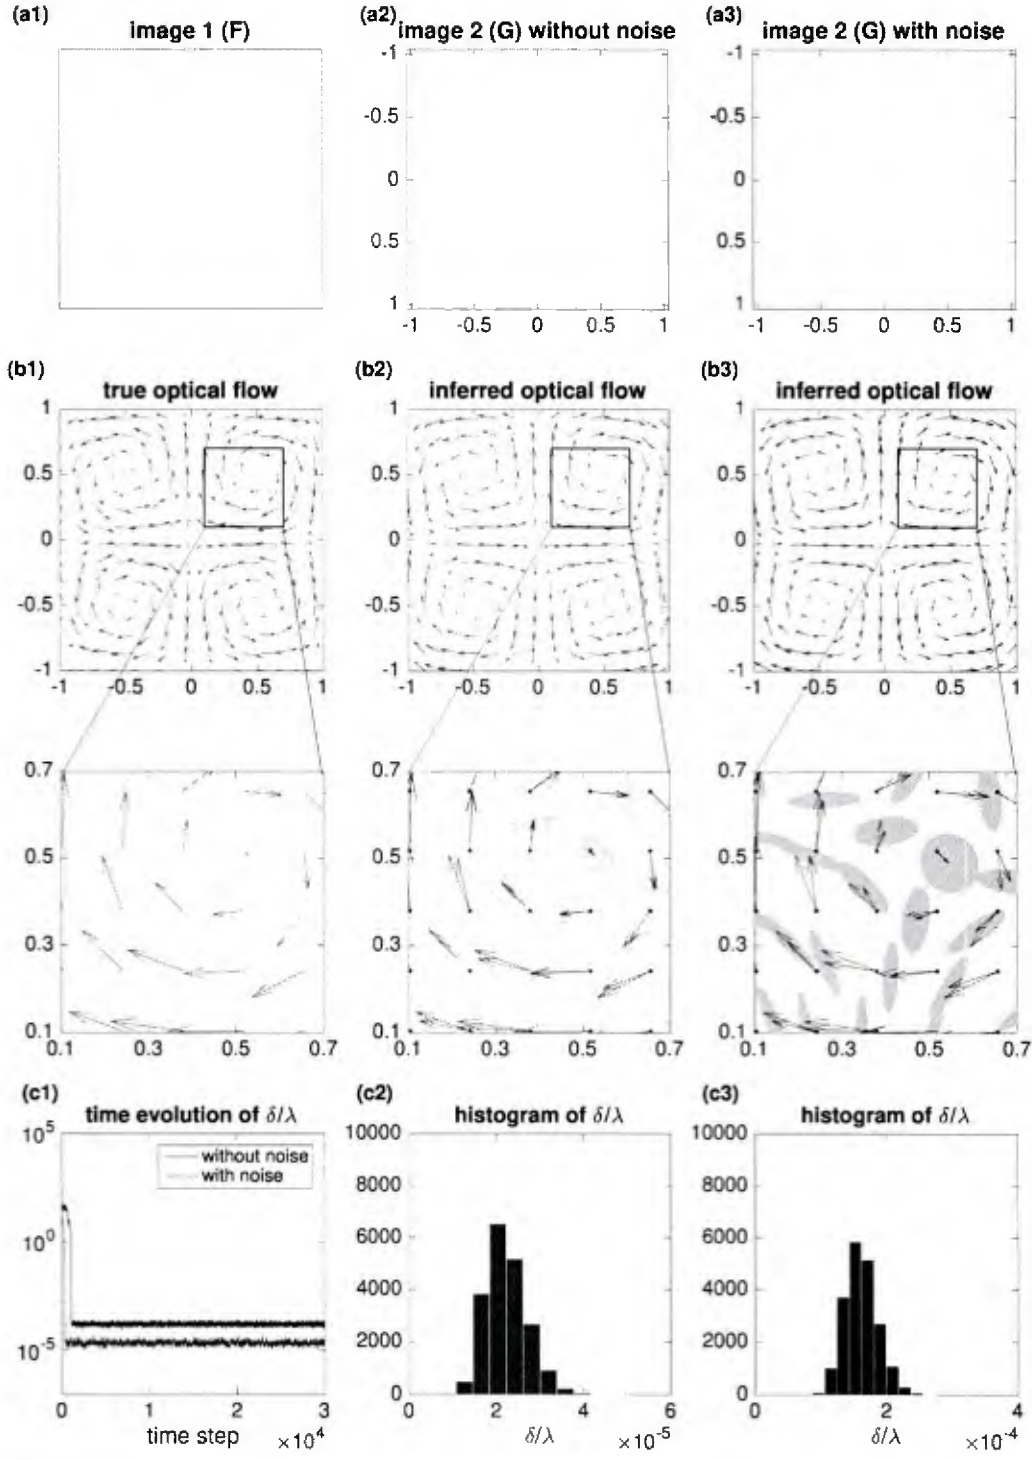 (a1) (a2) (a3)
image 1 (F) image 2 (G) without noise image 2 (G) with noise
-1 -1
-0.5 -0.5
0 0
0.5 0.5
1 1
-1 -0.5 0 0.5 1 -1 -0.5 0 0.5 1
(b1) (b2) (b3)
true optical flow inferred optical flow inferred optical flow
1 1 1
0.5 0.5 0.5
0 0 0
-0.5 -0.5 -0.5
-1 -1 -1
-1 -0.5 0 0.5 1 -1 -0.5 0 0.5 1 -1 -0.5 0 0.5 1
0.7 0.7 0.7
0.5 0.5 0.5
0.3 0.3 0.3
0.1 0.1 0.1
0.1 0.3 0.5 0.7 0.1 0.3 0.5 0.7 0.1 0.3 0.5 0.7
(c1) (c2) (c3)
time evolution of δ/λ histogram of δ/λ histogram of δ/λ
10^5 10000 10000
without noise
with noise
8000 8000
6000 6000
10^0
4000 4000
2000 2000
10^-5
0 0
0 1 2 3 0 2 4 6 0 2 4
time step ×10^4 δ/λ ×10^-5 δ/λ ×10^-4